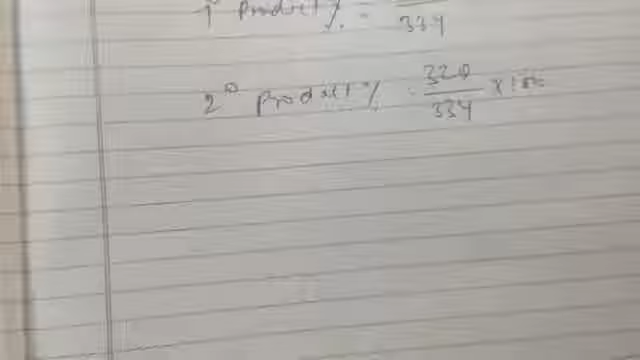 1° Product % = 334
2° Product % = 320/334 × 100